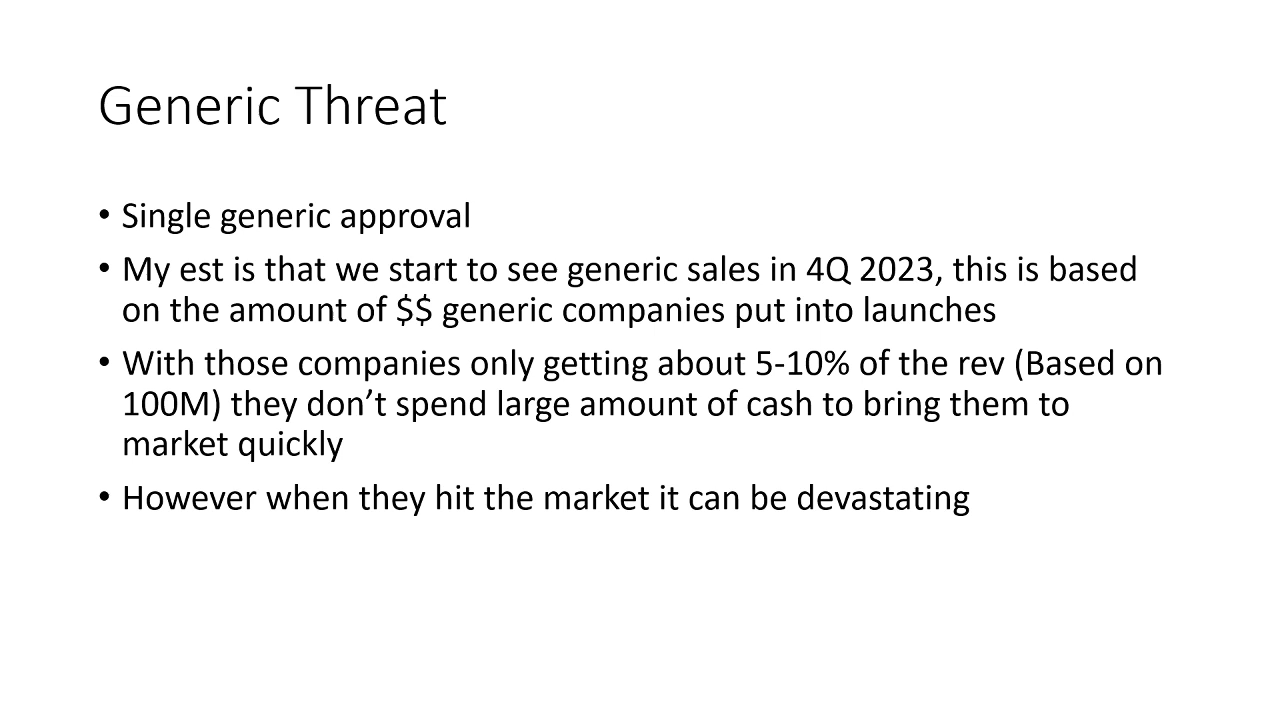 Generic Threat
• Single generic approval
• My est is that we start to see generic sales in 4Q 2023, this is based
on the amount of $$ generic companies put into launches
• With those companies only getting about 5-10% of the rev (Based on
100M) they don’t spend large amount of cash to bring them to
market quickly
• However when they hit the market it can be devastating